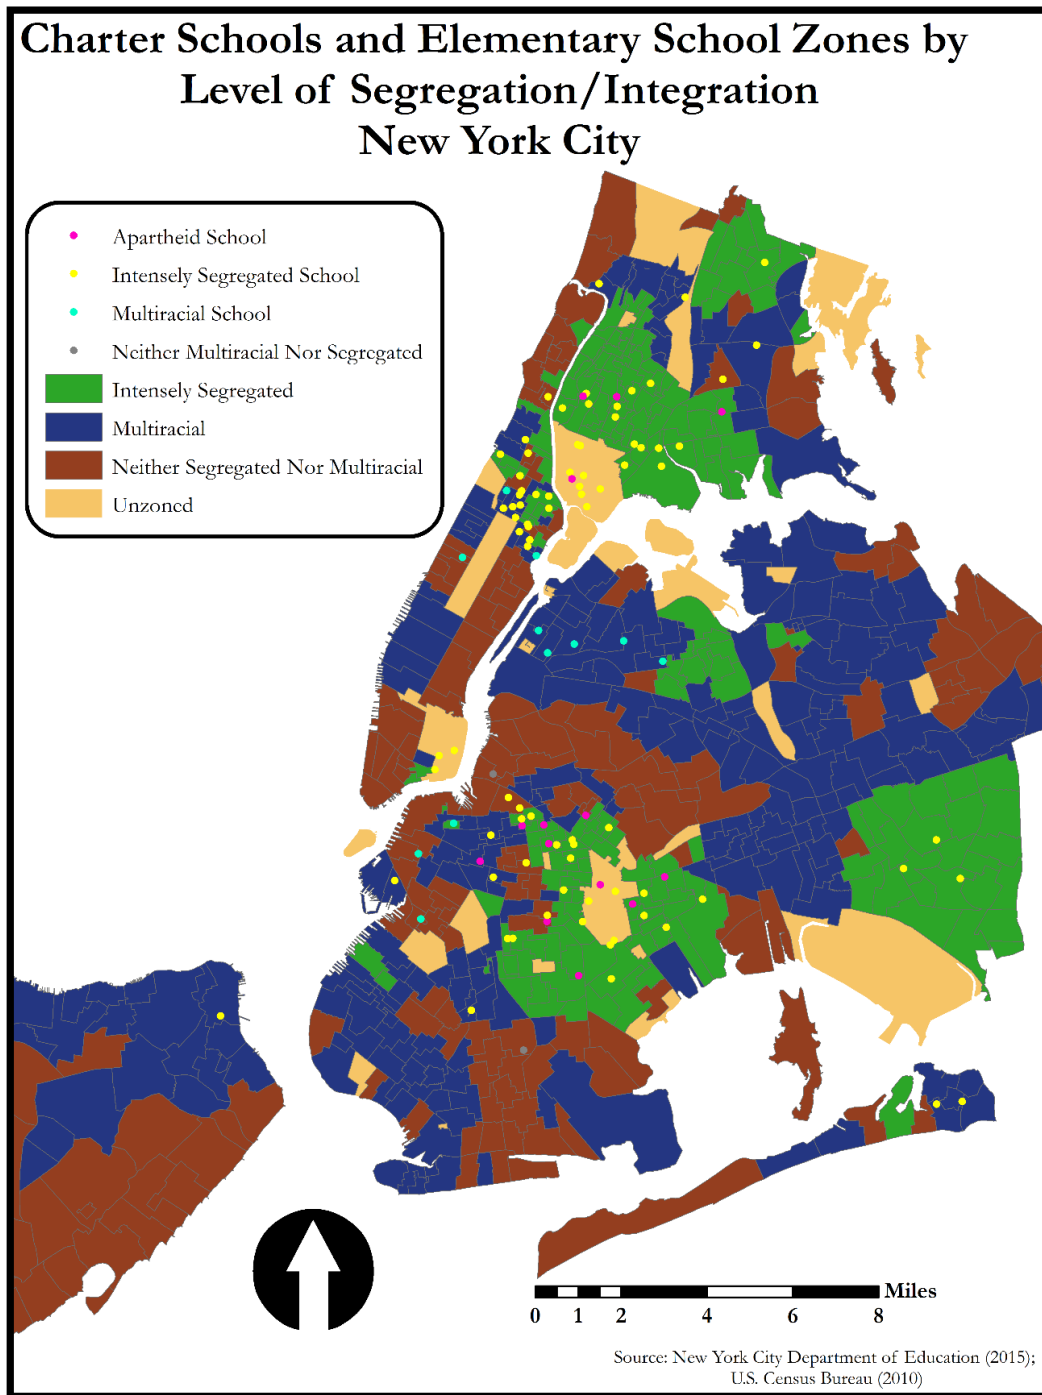 Charter Schools and Elementary School Zones by
Level of Segregation/Integration
New York City
Apartheid School
Intensely Segregated School
Multiracial School
Neither Multiracial Nor Segregated
Intensely Segregated
Multiracial
Neither Segregated Nor Multiracial
Unzoned
Miles
0 1 2 4 6 8
Source: New York City Department of Education (2015);
U.S. Census Bureau (2010)